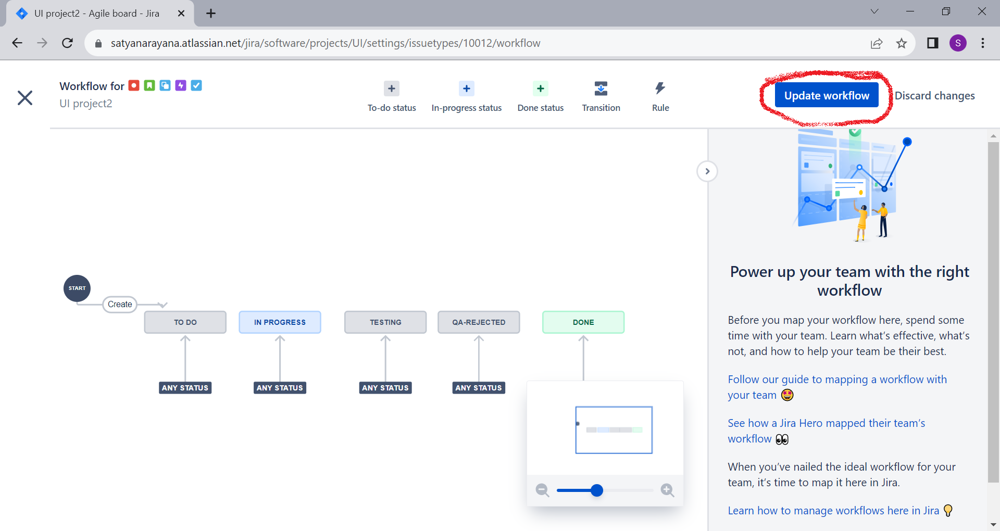 UI project2 - Agile board - Jira
satyanarayana.atlassian.net/jira/software/projects/UI/settings/issuetypes/10012/workflow
S
Workflow for
UI project2
To-do status
In-progress status
Done status
Transition
Rule
Update workflow
Discard changes
START
Create
TO DO
IN PROGRESS
TESTING
QA-REJECTED
DONE
ANY STATUS
ANY STATUS
ANY STATUS
ANY STATUS
Power up your team with the right
workflow
Before you map your workflow here, spend some
time with your team. Learn what’s effective, what’s
not, and how to help your team be their best.
Follow our guide to mapping a workflow with
your team 🤩
See how a Jira Hero mapped their team’s
workflow 👀
When you’ve nailed the ideal workflow for your
team, it’s time to map it here in Jira.
Learn how to manage workflows here in Jira 💡